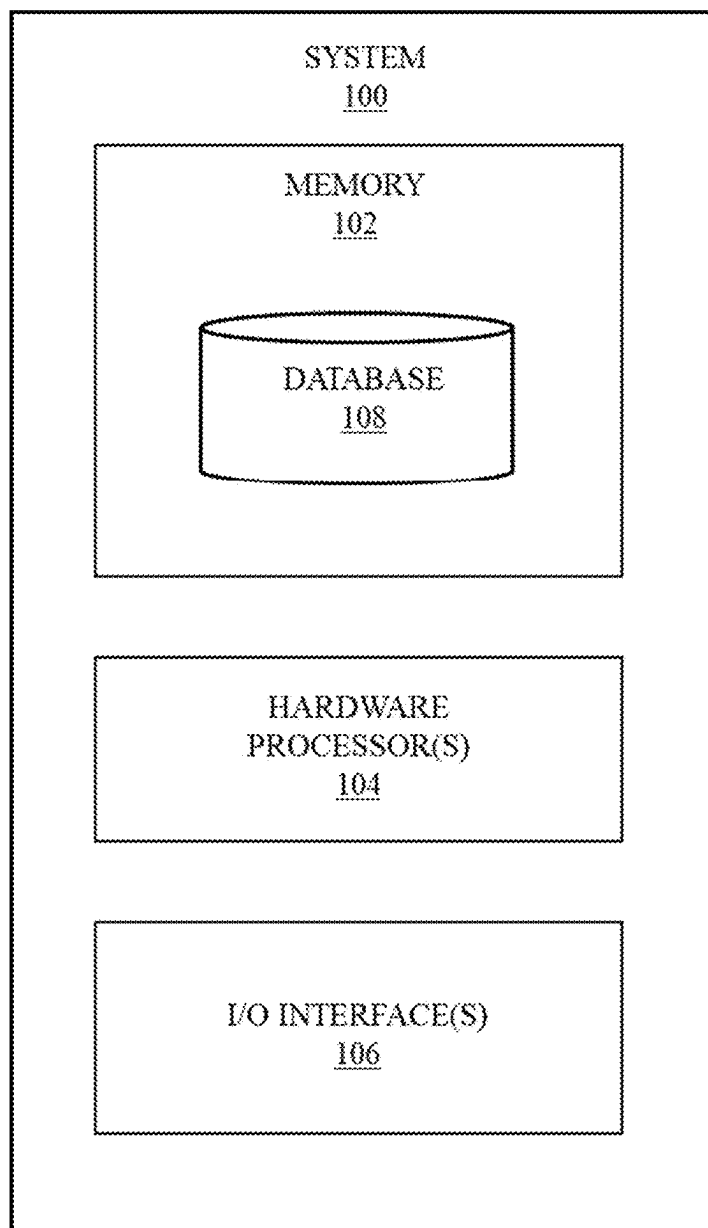 SYSTEM
100
MEMORY
102
DATABASE
108
HARDWARE
PROCESSOR(S)
104
I/O INTERFACE(S)
106